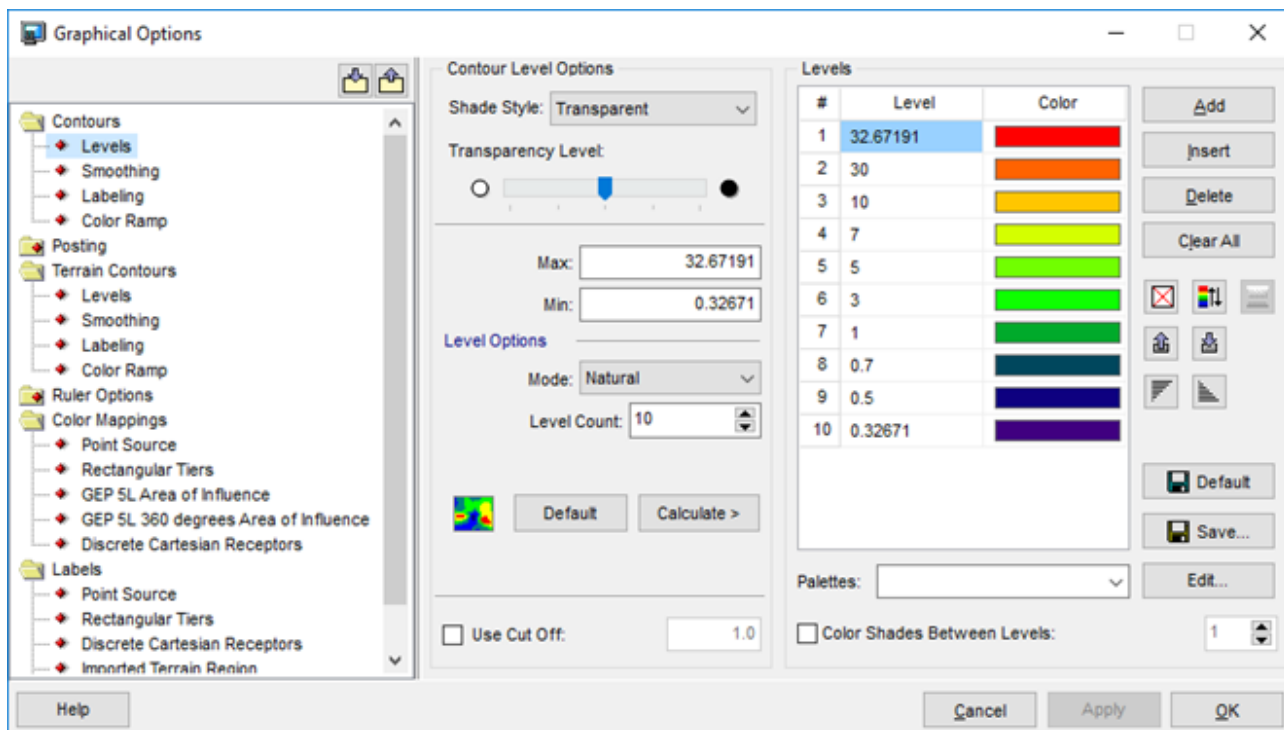 Graphical Options
Contours
Levels
Smoothing
Labeling
Color Ramp
Posting
Terrain Contours
Levels
Smoothing
Labeling
Color Ramp
Ruler Options
Color Mappings
Point Source
Rectangular Tiers
GEP 5L Area of Influence
GEP 5L 360 degrees Area of Influence
Discrete Cartesian Receptors
Labels
Point Source
Rectangular Tiers
Discrete Cartesian Receptors
Imported Terrain Region
Contour Level Options
Shade Style: Transparent
Transparency Level:
Max: 32.67191
Min: 0.32671
Level Options
Mode: Natural
Level Count: 10
Default Calculate >
Use Cut Off: 1.0
Levels
# Level Color
1 32.67191
2 30
3 10
4 7
5 5
6 3
7 1
8 0.7
9 0.5
10 0.32671
Palettes:
Color Shades Between Levels: 1
Add
Insert
Delete
Clear All
Default
Save...
Edit...
Help Cancel Apply OK